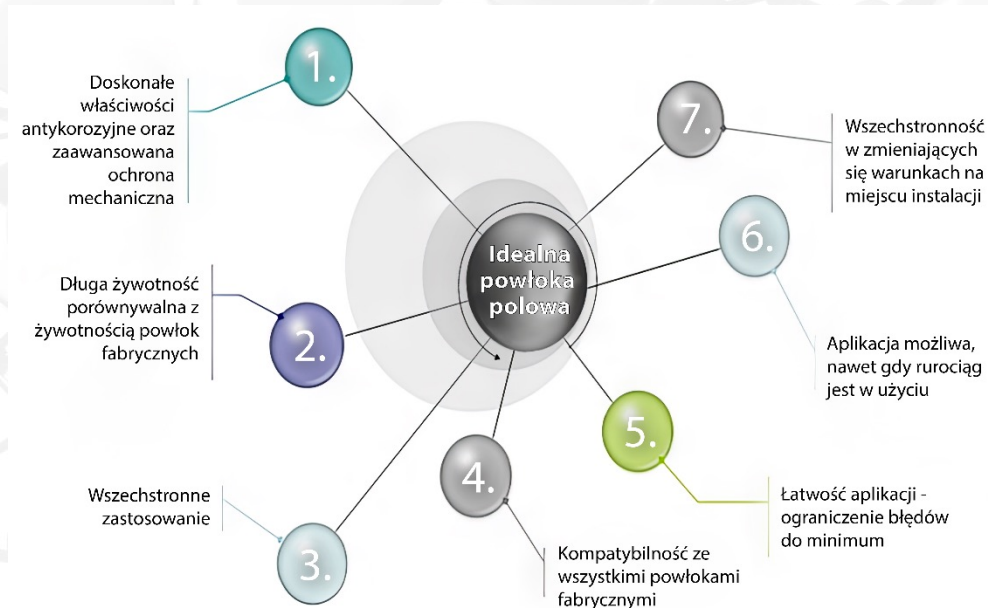 Idealna
powłoka
polowa
1.
Doskonałe
właściwości
antykorozyjne oraz
zaawansowana
ochrona
mechaniczna
2.
Długa żywotność
porównywalna z
żywotnością powłok
fabrycznych
3.
Wszechstronne
zastosowanie
4.
Kompatybilność ze
wszystkimi powłokami
fabrycznymi
5.
Łatwość aplikacji -
ograniczenie błędów
do minimum
6.
Aplikacja możliwa,
nawet gdy rurociąg
jest w użyciu
7.
Wszechstronność
w zmieniających
się warunkach na
miejscu instalacji